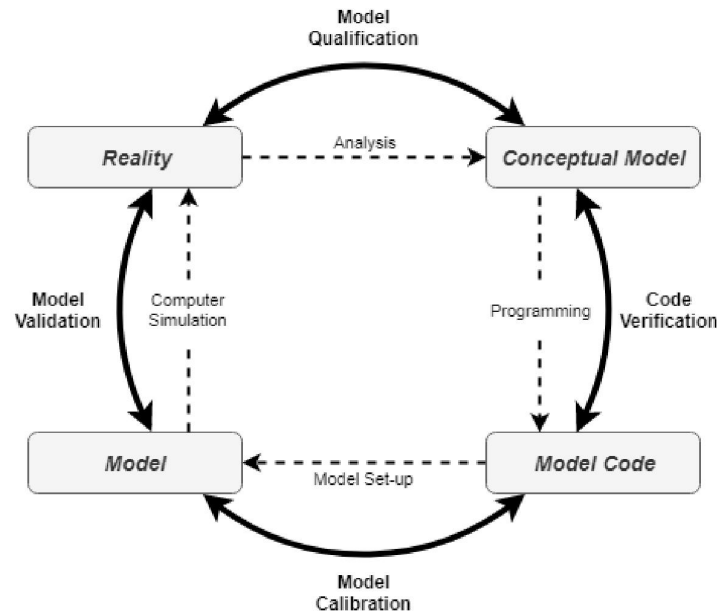 Model
Qualification
Reality
Analysis
Conceptual Model
Model
Validation
Computer
Simulation
Programming
Code
Verification
Model
Model Set-up
Model Code
Model
Calibration